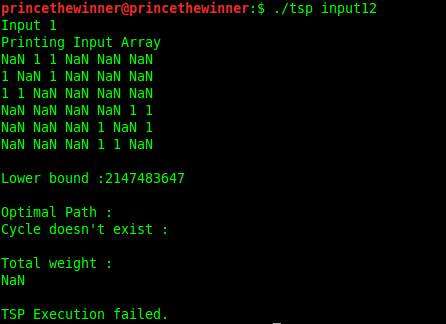 princethewinner@princethewinner:$ ./tsp input12
Input 1
Printing Input Array
NaN 1 1 NaN NaN NaN
1 NaN 1 NaN NaN NaN
1 1 NaN NaN NaN NaN
NaN NaN NaN NaN 1 1
NaN NaN NaN 1 NaN 1
NaN NaN NaN 1 1 NaN
Lower bound :2147483647
Optimal Path :
Cycle doesn't exist :
Total weight :
NaN
TSP Execution failed.